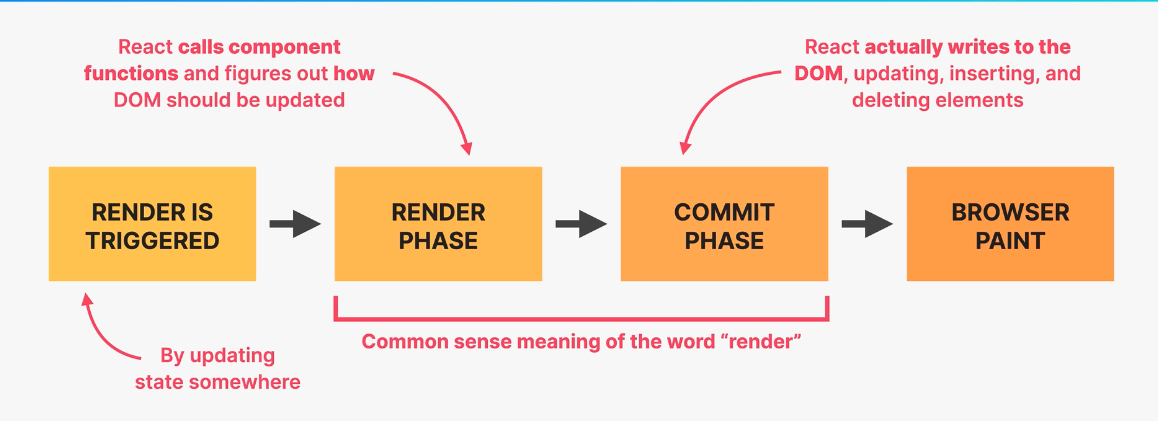 React calls component
functions and figures out how
DOM should be updated
React actually writes to the
DOM, updating, inserting, and
deleting elements
RENDER IS
TRIGGERED
RENDER
PHASE
COMMIT
PHASE
BROWSER
PAINT
Common sense meaning of the word “render”
By updating
state somewhere